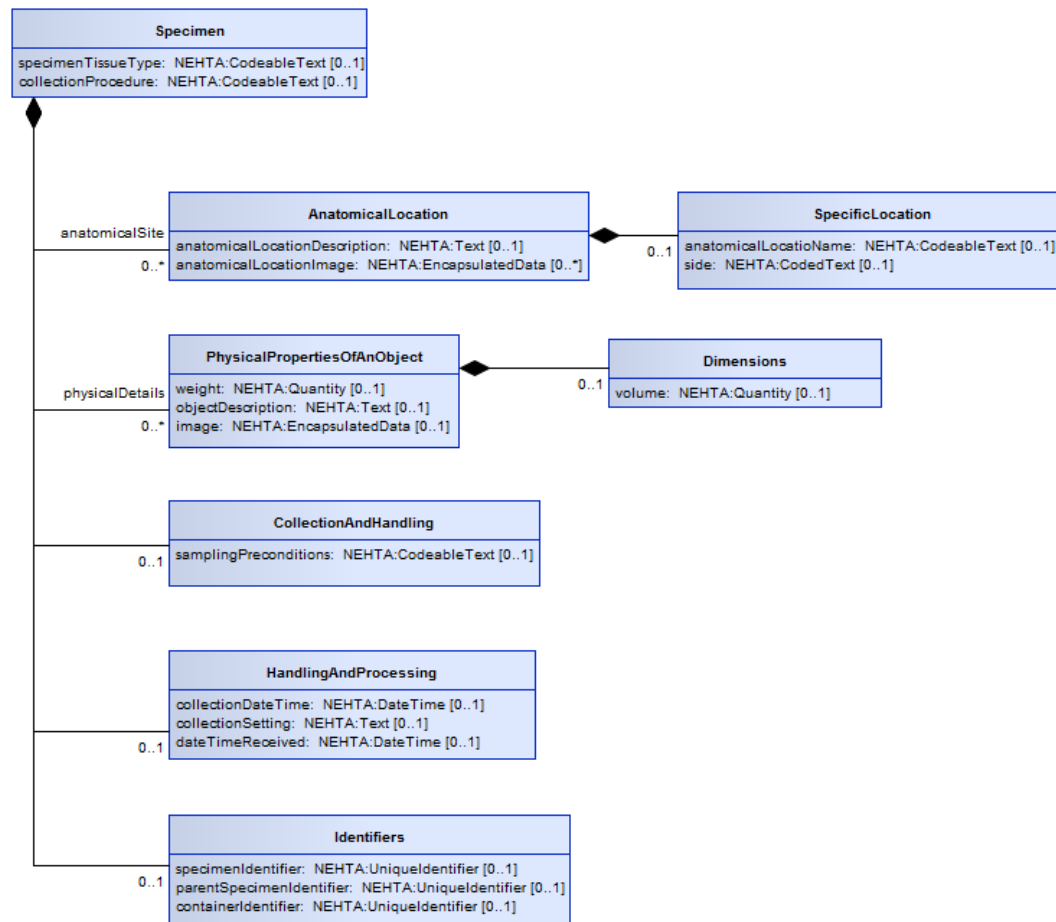 Specimen
specimenTissueType: NEHTA:CodeableText [0..1]
collectionProcedure: NEHTA:CodeableText [0..1]
anatomicalSite
0..*
AnatomicalLocation
anatomicalLocationDescription: NEHTA:Text [0..1]
anatomicalLocationImage: NEHTA:EncapsulatedData [0..*]
0..1
SpecificLocation
anatomicalLocatioName: NEHTA:CodeableText [0..1]
side: NEHTA:CodedText [0..1]
physicalDetails
0..*
PhysicalPropertiesOfAnObject
weight: NEHTA:Quantity [0..1]
objectDescription: NEHTA:Text [0..1]
image: NEHTA:EncapsulatedData [0..1]
0..1
Dimensions
volume: NEHTA:Quantity [0..1]
0..1
CollectionAndHandling
samplingPreconditions: NEHTA:CodeableText [0..1]
0..1
HandlingAndProcessing
collectionDateTime: NEHTA:DateTime [0..1]
collectionSetting: NEHTA:Text [0..1]
dateTimeReceived: NEHTA:DateTime [0..1]
0..1
Identifiers
specimenIdentifier: NEHTA:UniqueIdentifier [0..1]
parentSpecimenIdentifier: NEHTA:UniqueIdentifier [0..1]
containerIdentifier: NEHTA:UniqueIdentifier [0..1]